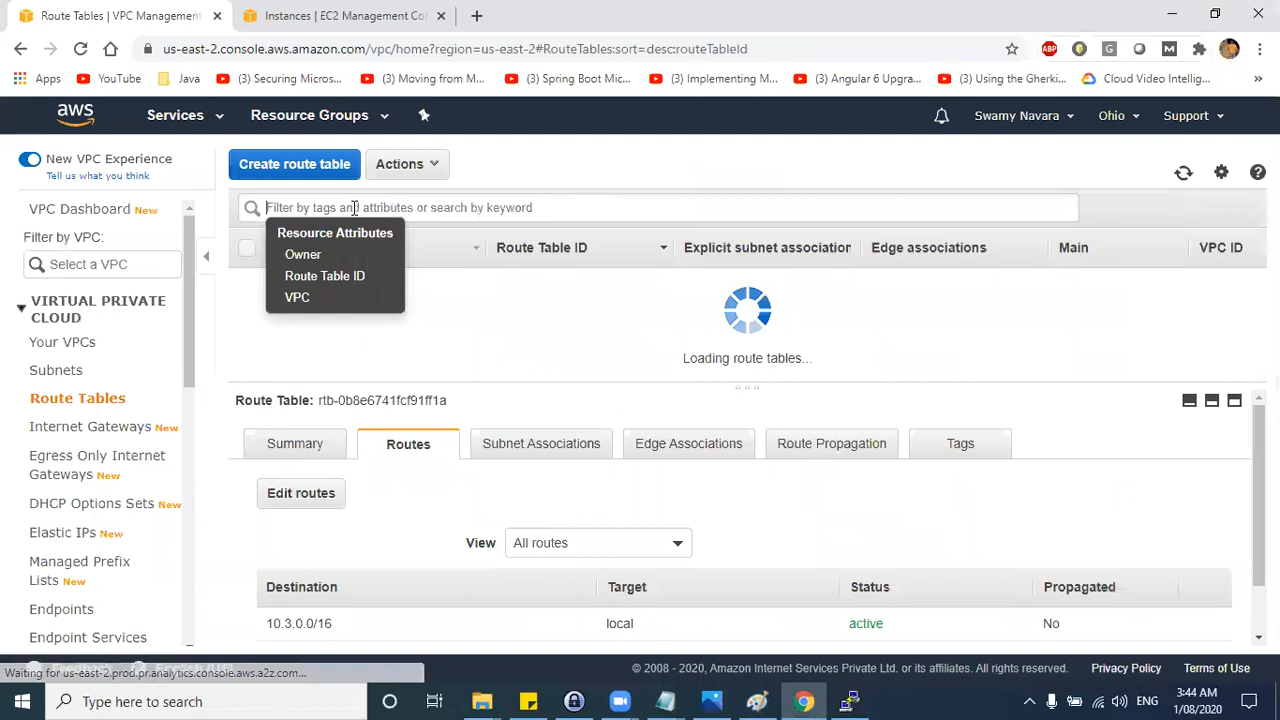 Route Tables | VPC Management
Instances | EC2 Management Co
us-east-2.console.aws.amazon.com/vpc/home?region=us-east-2#RouteTables:sort=desc:routeTableId
ABP
G
M
Apps
YouTube
Java
(3) Securing Micros...
(3) Moving from M...
(3) Spring Boot Mic...
(3) Implementing M...
(3) Angular 6 Upgra...
(3) Using the Gherki...
Cloud Video Intellig...
aws
Services
Resource Groups
Swamy Navara
Ohio
Support
New VPC Experience
Tell us what you think
Create route table
Actions
VPC Dashboard New
Filter by VPC:
Select a VPC
VIRTUAL PRIVATE
CLOUD
Your VPCs
Subnets
Route Tables
Internet Gateways New
Egress Only Internet
Gateways New
DHCP Options Sets New
Elastic IPs New
Managed Prefix
Lists New
Endpoints
Endpoint Services
Filter by tags and attributes or search by keyword
Resource Attributes
Owner
Route Table ID
VPC
Route Table ID
Explicit subnet association
Edge associations
Main
VPC ID
Loading route tables...
Route Table: rtb-0b8e6741fcf91ff1a
Summary
Routes
Subnet Associations
Edge Associations
Route Propagation
Tags
Edit routes
View
All routes
Destination
Target
Status
Propagated
10.3.0.0/16
local
active
No
Waiting for us-east-2.prod.pr.analytics.console.aws.a2z.com...
© 2008 - 2020, Amazon Internet Services Private Ltd. or its affiliates. All rights reserved.
Privacy Policy
Terms of Use
Type here to search
ENG
3:44 AM
1/08/2020